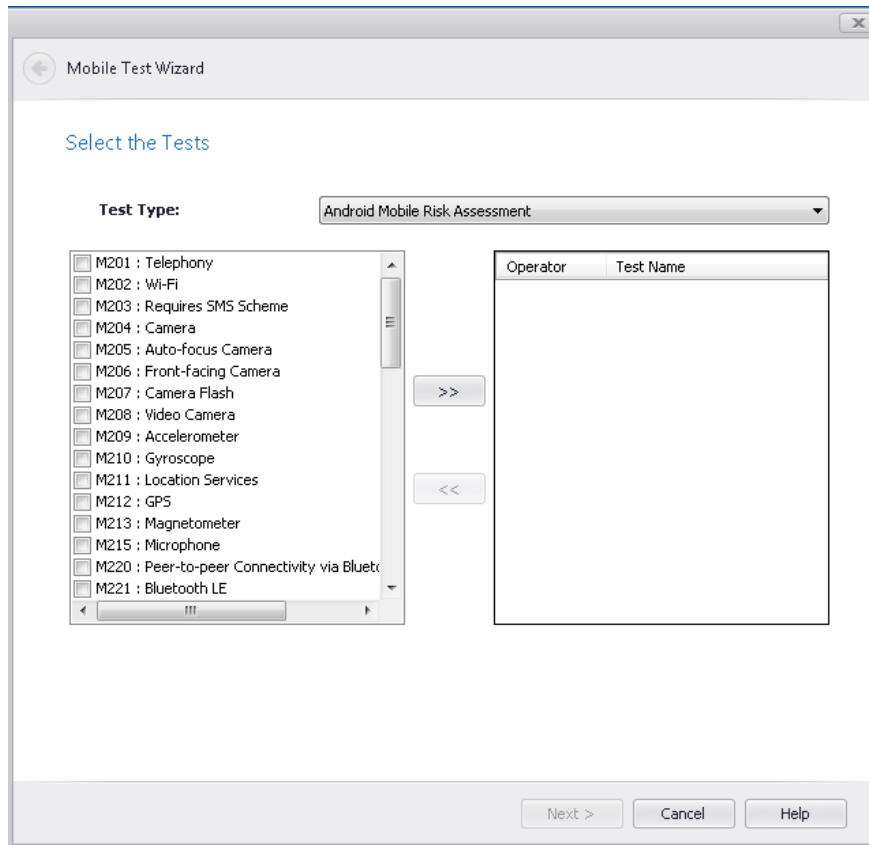 Mobile Test Wizard
Select the Tests
Test Type:
Android Mobile Risk Assessment
M201 : Telephony
M202 : Wi-Fi
M203 : Requires SMS Scheme
M204 : Camera
M205 : Auto-focus Camera
M206 : Front-facing Camera
M207 : Camera Flash
M208 : Video Camera
M209 : Accelerometer
M210 : Gyroscope
M211 : Location Services
M212 : GPS
M213 : Magnetometer
M215 : Microphone
M220 : Peer-to-peer Connectivity viaBlueto
M221 : Bluetooth LE
>>
<<
Operator Test Name
Next >
Cancel
Help